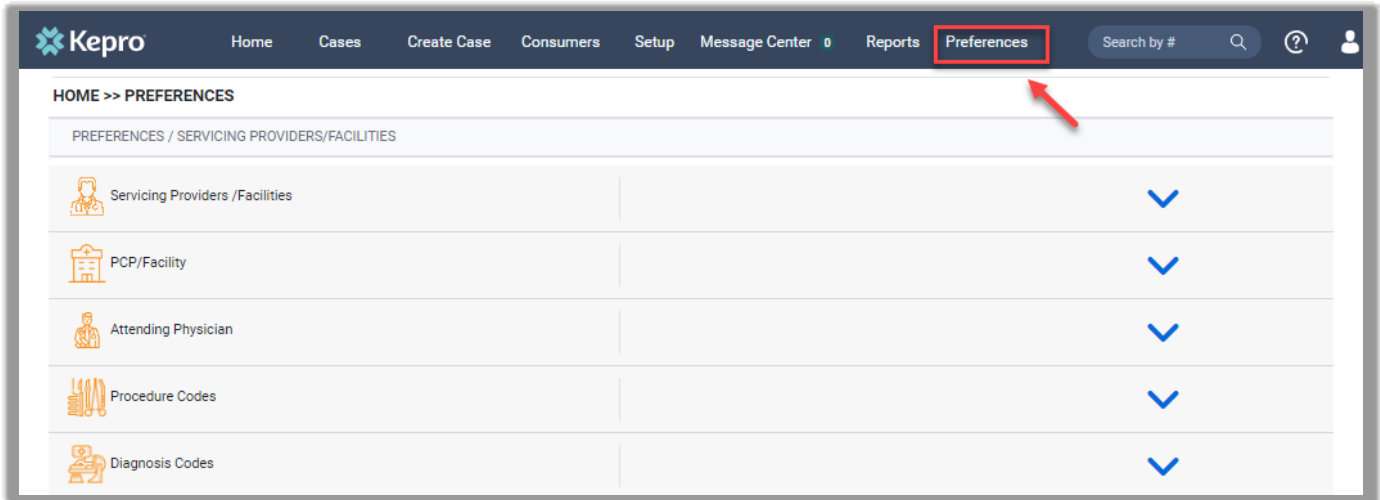 Kepro Home Cases Create Case Consumers Setup Message Center 0 Reports Preferences Search by #
HOME >> PREFERENCES
PREFERENCES / SERVICING PROVIDERS/FACILITIES
Servicing Providers /Facilities
PCP/Facility
Attending Physician
Procedure Codes
Diagnosis Codes